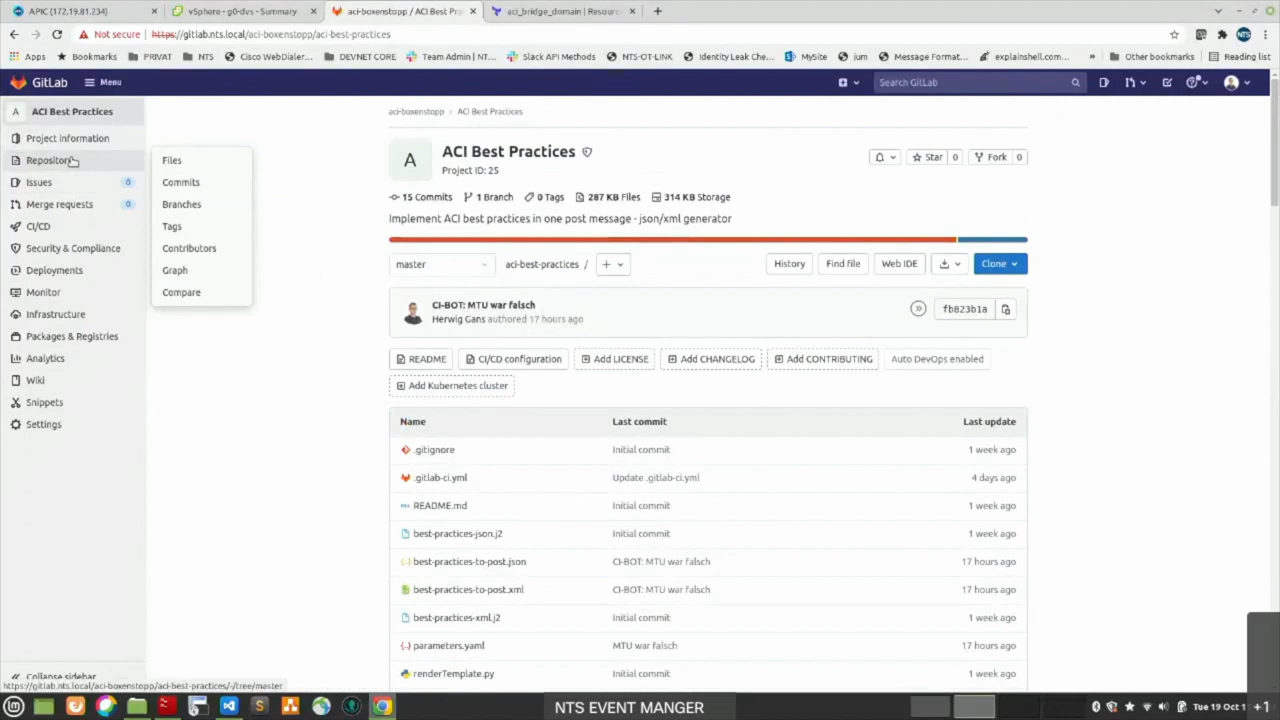 APIC (172.19.81.234)
vSphere - g0-dvs - Summary
aci-boxenstopp / ACI Best Pr
aci_bridge_domain | Resour
Not secure
https://gitlab.nts.local/aci-boxenstopp/aci-best-practices
NTS
Apps
Bookmarks
PRIVAT
NTS
Cisco WebDialer...
DEVNET CORE
Team Admin | NT...
Slack API Methods
NTS-OT-LINK
Identity Leak Chec...
MySite
jum
Message Format...
explainshell.com...
»
Other bookmarks
Reading list
GitLab
Menu
Search GitLab
A ACI Best Practices
Project information
Repository
Issues 0
Merge requests 0
CI/CD
Security & Compliance
Deployments
Monitor
Infrastructure
Packages & Registries
Analytics
Wiki
Snippets
Settings
Collapse sidebar
Files
Commits
Branches
Tags
Contributors
Graph
Compare
aci-boxenstopp > ACI Best Practices
A
ACI Best Practices
Project ID: 25
Star 0
Fork 0
15 Commits 1 Branch 0 Tags 287 KB Files 314 KB Storage
Implement ACI best practices in one post message - json/xml generator
master
aci-best-practices / +
History
Find file
Web IDE
Clone
CI-BOT: MTU war falsch
Herwig Gans authored 17 hours ago
fb823b1a
README
CI/CD configuration
Add LICENSE
Add CHANGELOG
Add CONTRIBUTING
Auto DevOps enabled
Add Kubernetes cluster
Name Last commit Last update
.gitignore Initial commit 1 week ago
.gitlab-ci.yml Update .gitlab-ci.yml 4 days ago
README.md Initial commit 1 week ago
best-practices-json.j2 Initial commit 1 week ago
best-practices-to-post.json CI-BOT: MTU war falsch 17 hours ago
best-practices-to-post.xml CI-BOT: MTU war falsch 17 hours ago
best-practices-xml.j2 Initial commit 1 week ago
parameters.yaml MTU war falsch 17 hours ago
renderTemplate.py Initial commit 1 week ago
https://gitlab.nts.local/aci-boxenstopp/aci-best-practices/-/tree/master
NTS EVENT MANGER
Tue 19 Oct 1
+1